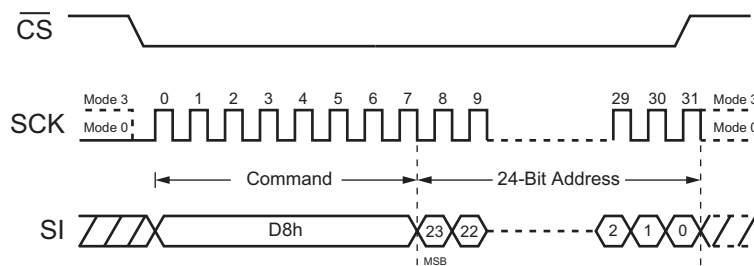 CS
0 1 2 3 4 5 6 7 8 9 29 30 31
Mode 3 Mode 3
SCK Mode 0 Mode 0
Command 24-Bit Address
SI D8h 23 22 2 1 0
MSB